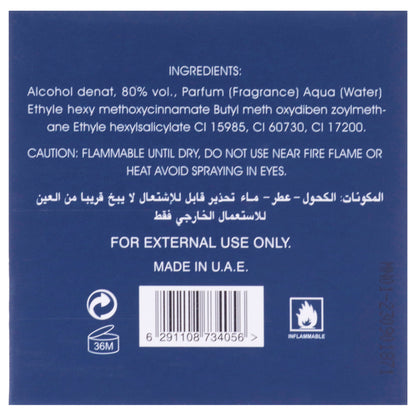 INGREDIENTS:
Alcohol denat, 80% vol., Parfum (Fragrance) Aqua (Water)
Ethyle hexy methoxycinnamate Butyl meth oxydiben zoylmeth-
ane Ethyle hexylsalicylate CI 15985, CI 60730, CI 17200.
CAUTION: FLAMMABLE UNTIL DRY, DO NOT USE NEAR FIRE FLAME OR
HEAT AVOID SPRAYING IN EYES.
المكونات: الكحول - عطر - ماء تحذير قابل للإشتعال لا يبخ قريبا من العين
للاستعمال الخارجي فقط
FOR EXTERNAL USE ONLY.
MADE IN U.A.E.
36M
6 291108 734056 >
INFLAMMABLE